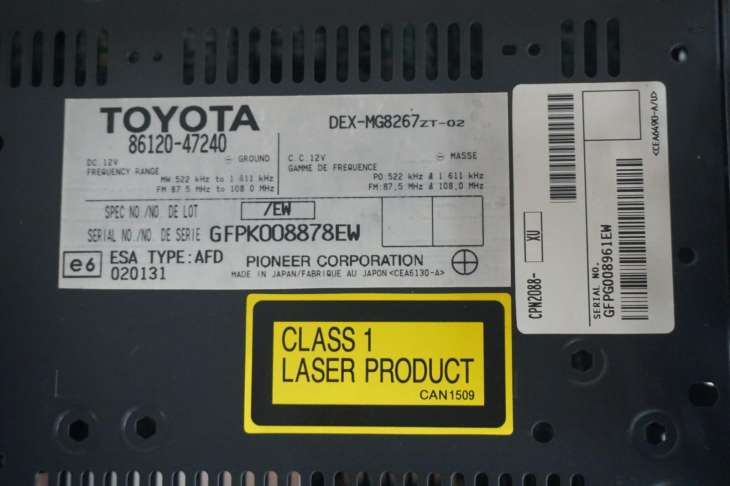 TOYOTA
86120-47240
DEX-MG8267ZT-02
DC 12V ⊖ GROUND
FREQUENCY RANGE
MW 522 kHz to 1 611 kHz
FM 87.5 MHz to 108.0 MHz
C.C 12V ⊖ MASSE
GAMME DE FREQUENCE
PO 522 kHz à 1 611 kHz
FM 87,5 MHz à 108,0 MHz
SPEC NO./NO. DE LOT /EW
SERIAL NO./NO. DE SERIE GFPK008878EW
e6 ESA TYPE:AFD
020131
PIONEER CORPORATION
MADE IN JAPAN/FABRIQUE AU JAPON <CEA6130-A>
CLASS 1
LASER PRODUCT
CAN1509
CPN2088- XU
SERIAL NO.
GFPG008961EW
<CEA6490-A/U>